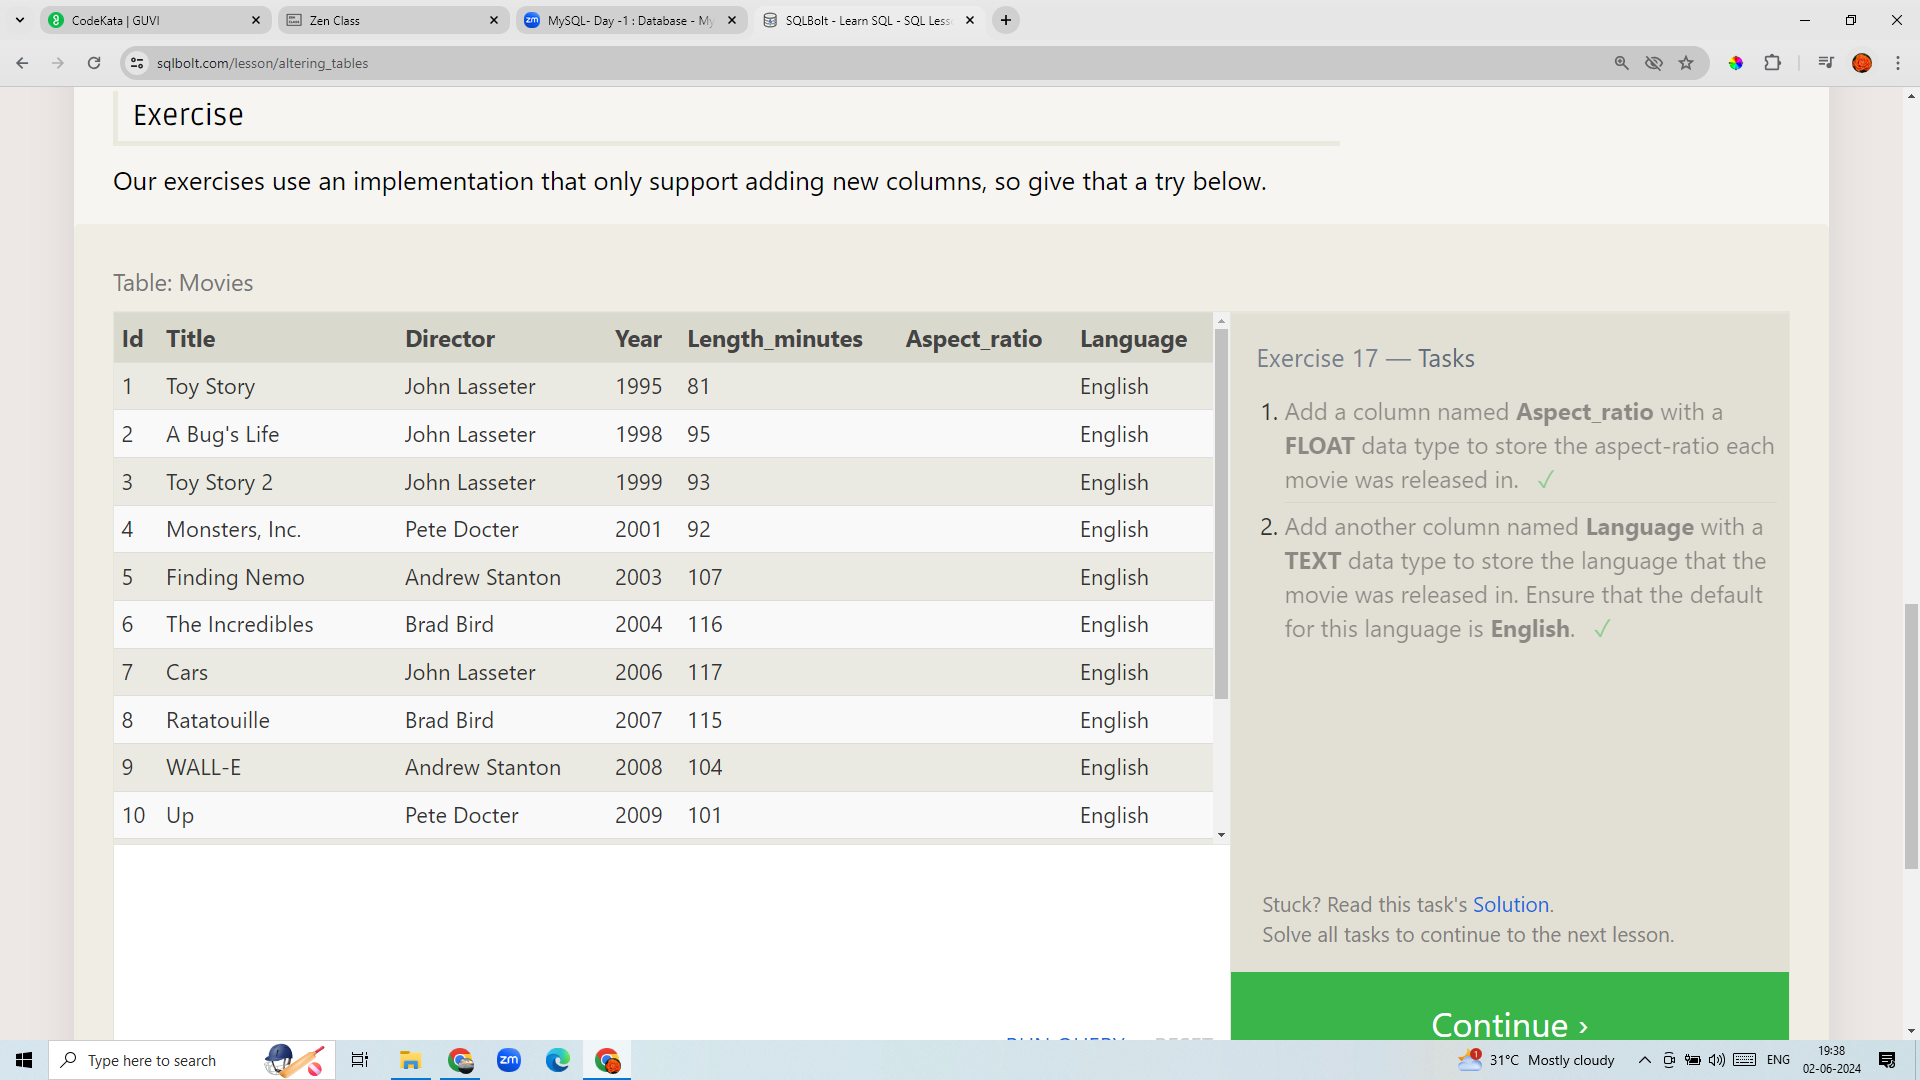 CodeKata | GUVI
Zen Class
MySQL- Day -1 : Database - My
SQLBolt - Learn SQL - SQL Less
sqlbolt.com/lesson/altering_tables
Exercise
Our exercises use an implementation that only support adding new columns, so give that a try below.
Table: Movies
Id Title Director Year Length_minutes Aspect_ratio Language
1 Toy Story John Lasseter 1995 81 English
2 A Bug's Life John Lasseter 1998 95 English
3 Toy Story 2 John Lasseter 1999 93 English
4 Monsters, Inc. Pete Docter 2001 92 English
5 Finding Nemo Andrew Stanton 2003 107 English
6 The Incredibles Brad Bird 2004 116 English
7 Cars John Lasseter 2006 117 English
8 Ratatouille Brad Bird 2007 115 English
9 WALL-E Andrew Stanton 2008 104 English
10 Up Pete Docter 2009 101 English
Exercise 17 — Tasks
1. Add a column named Aspect_ratio with a
FLOAT data type to store the aspect-ratio each
movie was released in. ✓
2. Add another column named Language with a
TEXT data type to store the language that the
movie was released in. Ensure that the default
for this language is English. ✓
Stuck? Read this task's Solution.
Solve all tasks to continue to the next lesson.
RUN QUERY RESET
Continue ›
Type here to search
zm
1
31°C Mostly cloudy
ENG
19:38
02-06-2024